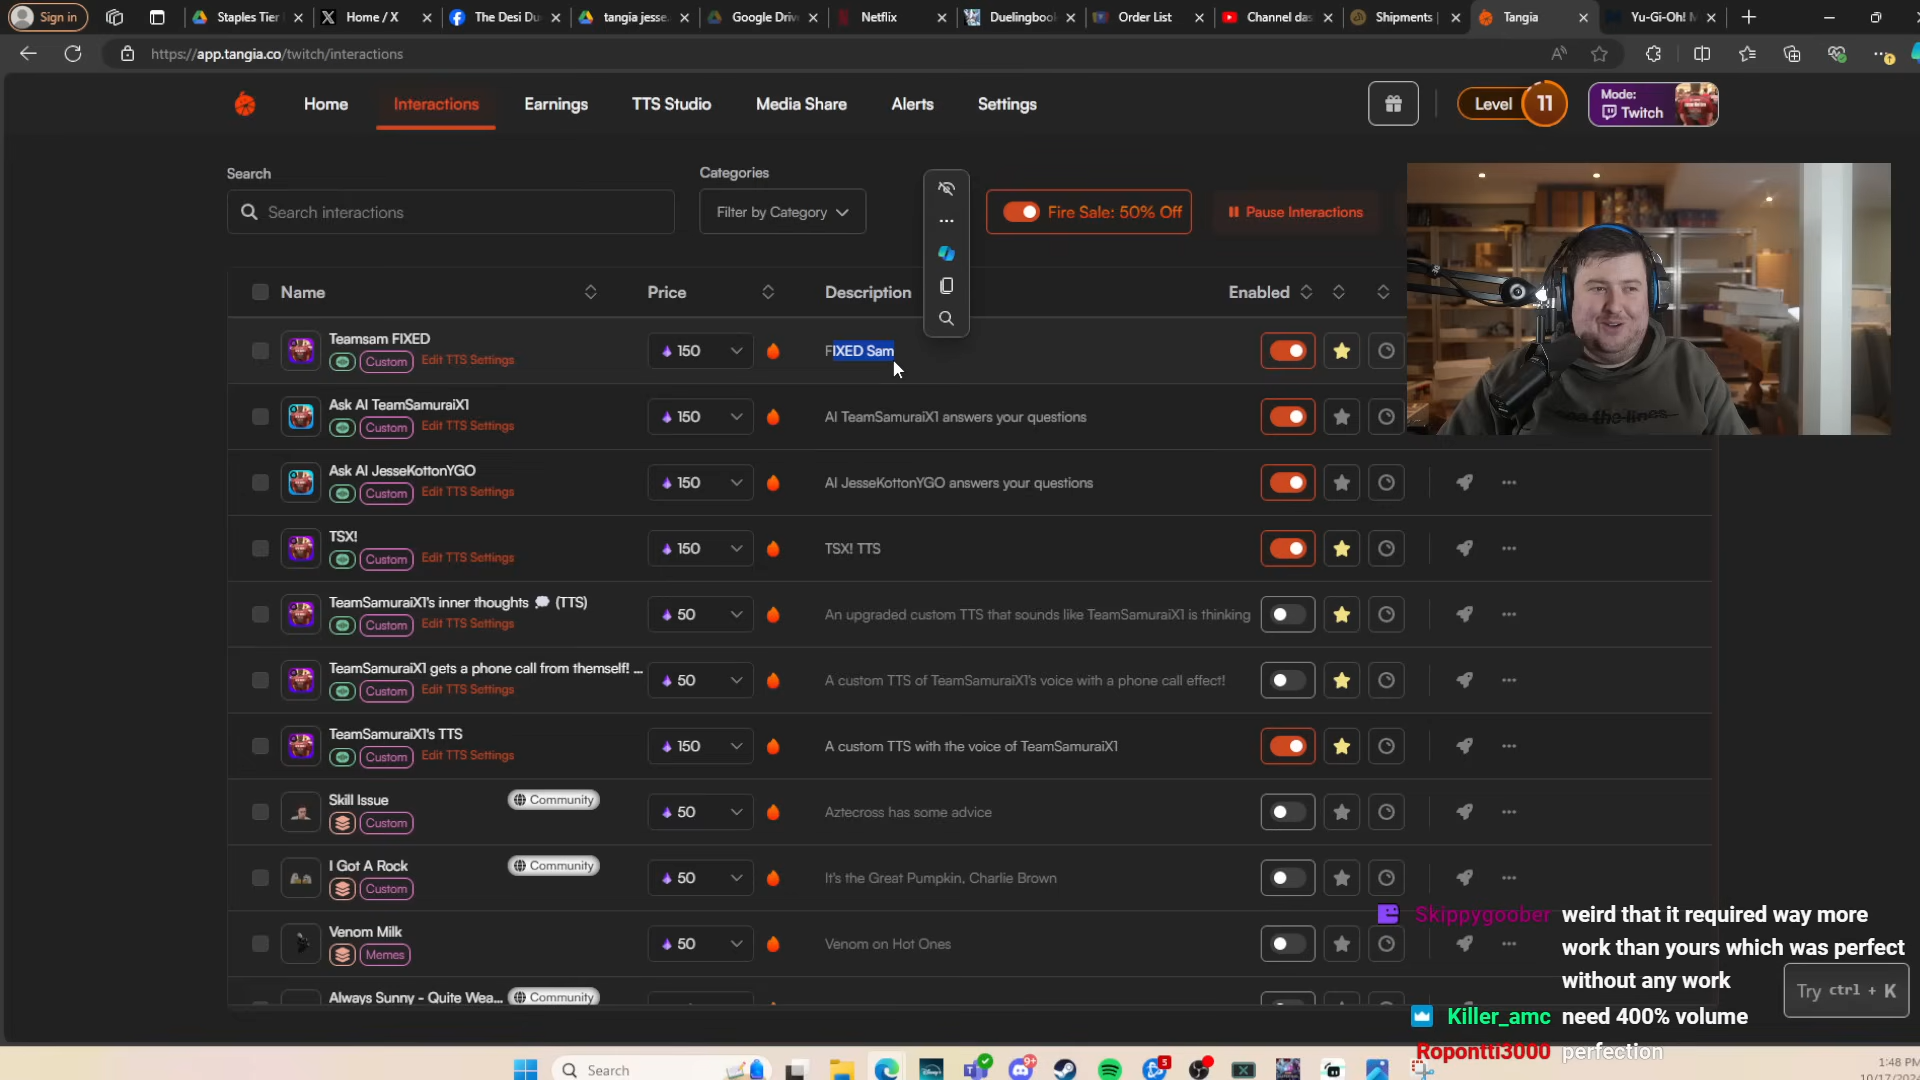 Sign in
Staples Tier
Home / X
The Desi Du
tangia jesse.
Google Driv
Netflix
Duelingboo
Order List
Channel das
Shipments
Tangia
Yu-Gi-Oh!
https://app.tangia.co/twitch/interactions
Home
Interactions
Earnings
TTS Studio
Media Share
Alerts
Settings
Level 11
Mode:
Twitch
Search
Search interactions
Categories
Filter by Category
Fire Sale: 50% Off
Pause Interactions
Name
Price
Description
Enabled
Teamsam FIXED
Custom
Edit TTS Settings
150
FIXED Sam
Ask AI TeamSamuraiX1
Custom
Edit TTS Settings
150
AI TeamSamuraiX1 answers your questions
Ask AI JesseKottonYGO
Custom
Edit TTS Settings
150
AI JesseKottonYGO answers your questions
TSX!
Custom
Edit TTS Settings
150
TSX! TTS
TeamSamuraiX1's inner thoughts 💭 (TTS)
Custom
Edit TTS Settings
50
An upgraded custom TTS that sounds like TeamSamuraiX1 is thinking
TeamSamuraiX1 gets a phone call from themself! ...
Custom
Edit TTS Settings
50
A custom TTS of TeamSamuraiX1's voice with a phone call effect!
TeamSamuraiX1's TTS
Custom
Edit TTS Settings
150
A custom TTS with the voice of TeamSamuraiX1
Skill Issue
Community
Custom
50
Aztecross has some advice
I Got A Rock
Community
Custom
50
It's the Great Pumpkin, Charlie Brown
Venom Milk
Memes
50
Venom on Hot Ones
Always Sunny - Quite Wea...
Community
Skippygoober weird that it required way more
work than yours which was perfect
without any work
Try ctrl + K
Killer_amc need 400% volume
Ropontti3000 perfection
Search
1:48 PM